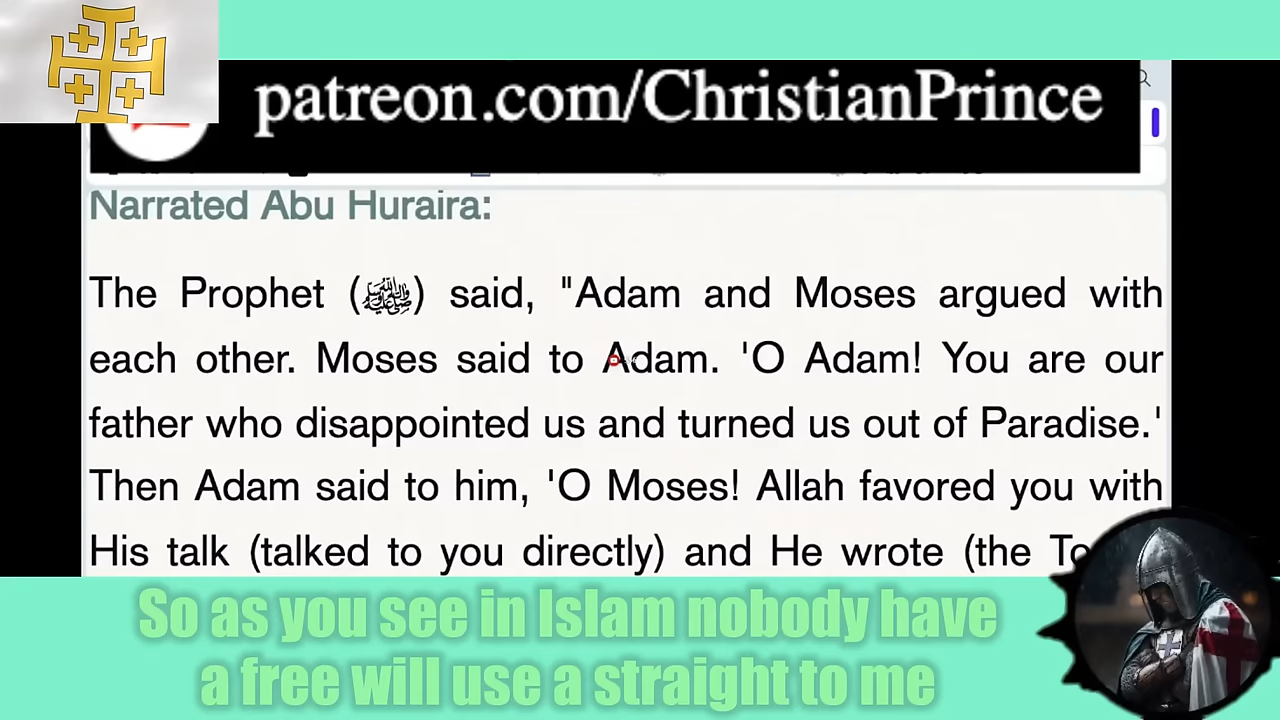 patreon.com/ChristianPrince
Narrated Abu Huraira:
The Prophet (ﷺ) said, "Adam and Moses argued with
each other. Moses said to Adam. 'O Adam! You are our
father who disappointed us and turned us out of Paradise.'
Then Adam said to him, 'O Moses! Allah favored you with
His talk (talked to you directly) and He wrote (the
So as you see in Islam nobody have
a free will use a straight to me